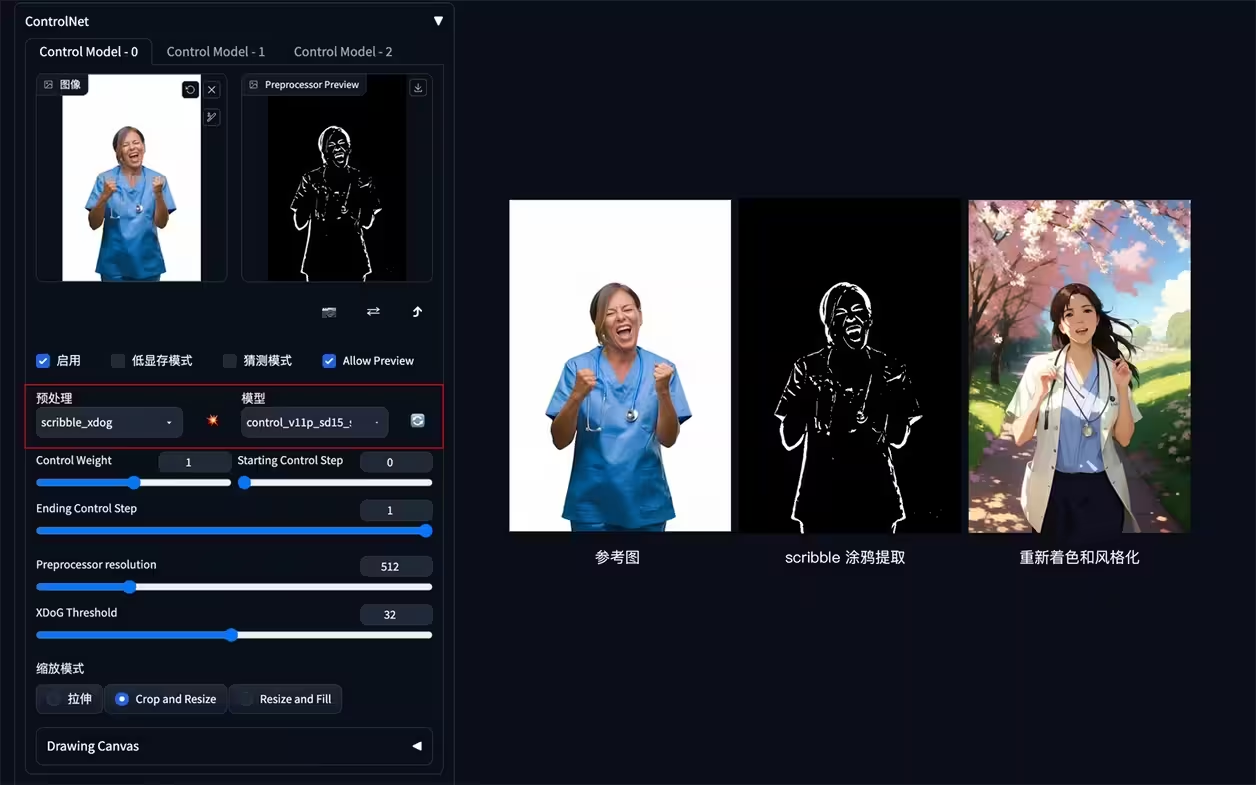 ControlNet
Control Model - 0
Control Model - 1
Control Model - 2
图像
Preprocessor Preview
启用
低显存模式
猜测模式
Allow Preview
预处理
模型
scribble_xdog
control_v11p_sd15_s
Control Weight
1
Starting Control Step
0
Ending Control Step
1
Preprocessor resolution
512
XDoG Threshold
32
缩放模式
拉伸
Crop and Resize
Resize and Fill
Drawing Canvas
参考图
scribble 涂鸦提取
重新着色和风格化